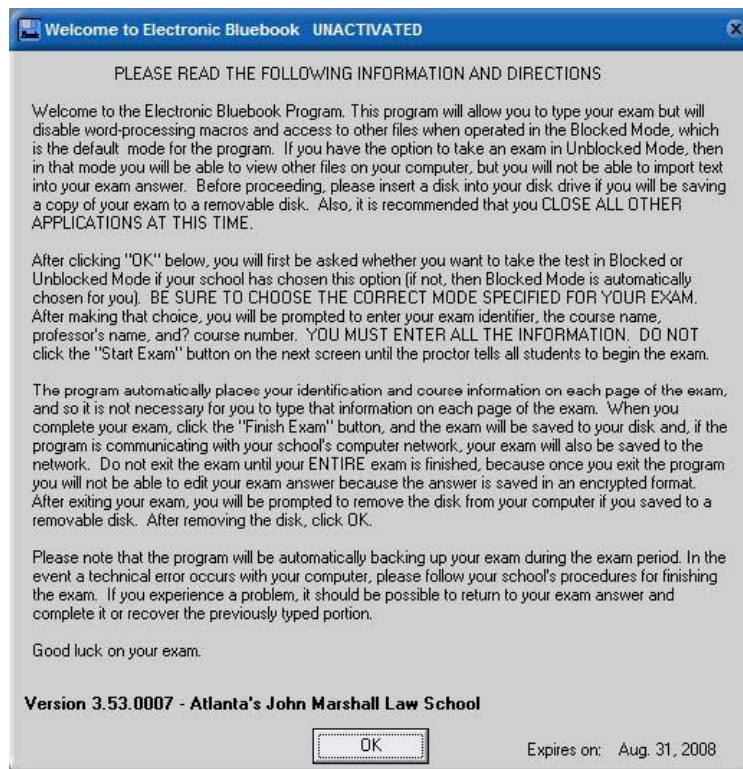 Welcome to Electronic Bluebook  UNACTIVATED
PLEASE READ THE FOLLOWING INFORMATION AND DIRECTIONS
Welcome to the Electronic Bluebook Program. This program will allow you to type your exam but will
disable word-processing macros and access to other files when operated in the Blocked Mode, which
is the default  mode for the program.  If you have the option to take an exam in Unblocked Mode, then
in that mode you will be able to view other files on your computer, but you will not be able to import text
into your exam answer.  Before proceeding, please insert a disk into your disk drive if you will be saving
a copy of your exam to a removable disk.  Also, it is recommended that you CLOSE ALL OTHER
APPLICATIONS AT THIS TIME.
After clicking "OK" below, you will first be asked whether you want to take the test in Blocked or
Unblocked Mode if your school has chosen this option (if not, then Blocked Mode is automatically
chosen for you).  BE SURE TO CHOOSE THE CORRECT MODE SPECIFIED FOR YOUR EXAM.
After making that choice, you will be prompted to enter your exam identifier, the course name,
professor's name, and? course number.  YOU MUST ENTER ALL THE INFORMATION.  DO NOT
click the "Start Exam" button on the next screen until the proctor tells all students to begin the exam.
The program automatically places your identification and course information on each page of the exam,
and so it is not necessary for you to type that information on each page of the exam.  When you
complete your exam, click the "Finish Exam" button, and the exam will be saved to your disk and, if the
program is communicating with your school's computer network, your exam will also be saved to the
network.  Do not exit the exam until your ENTIRE exam is finished, because once you exit the program
you will not be able to edit your exam answer because the answer is saved in an encrypted format.
After exiting your exam, you will be prompted to remove the disk from your computer if you saved to a
removable disk.  After removing the disk, click OK.
Please note that the program will be automatically backing up your exam during the exam period. In the
event a technical error occurs with your computer, please follow your school's procedures for finishing
the exam.  If you experience a problem, it should be possible to return to your exam answer and
complete it or recover the previously typed portion.
Good luck on your exam.
Version 3.53.0007 - Atlanta's John Marshall Law School
OK
Expires on:   Aug. 31, 2008